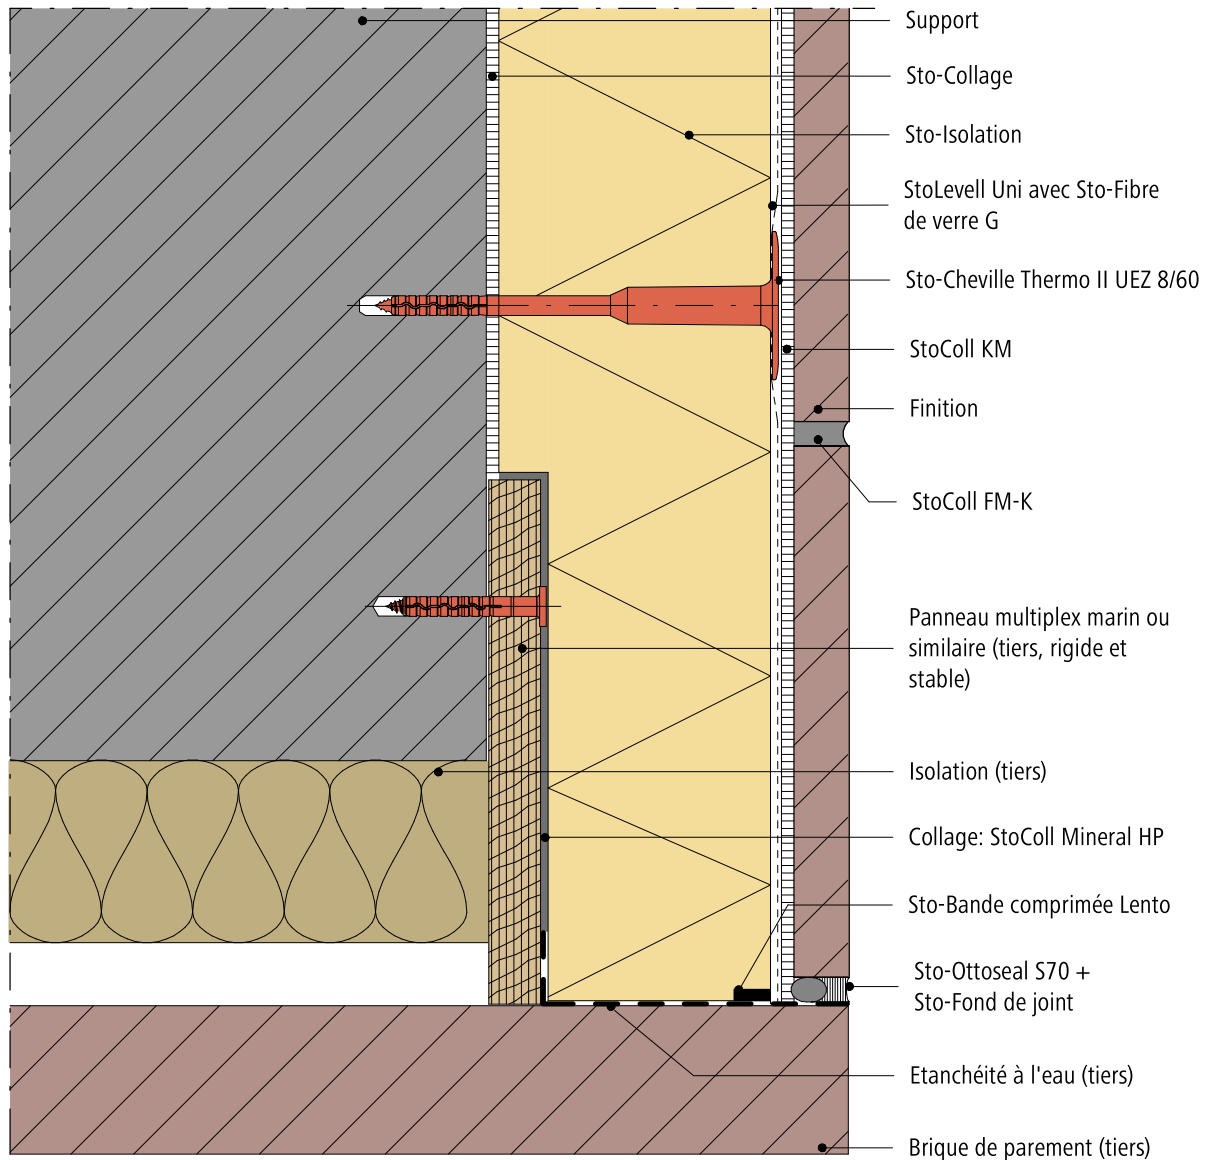 Support
Sto-Collage
Sto-Isolation
StoLevell Uni avec Sto-Fibre
de verre G
Sto-Cheville Thermo II UEZ 8/60
StoColl KM
Finition
StoColl FM-K
Panneau multiplex marin ou
similaire (tiers, rigide et
stable)
Isolation (tiers)
Collage: StoColl Mineral HP
Sto-Bande comprimée Lento
Sto-Ottoseal S70 +
Sto-Fond de joint
Etanchéité à l'eau (tiers)
Brique de parement (tiers)